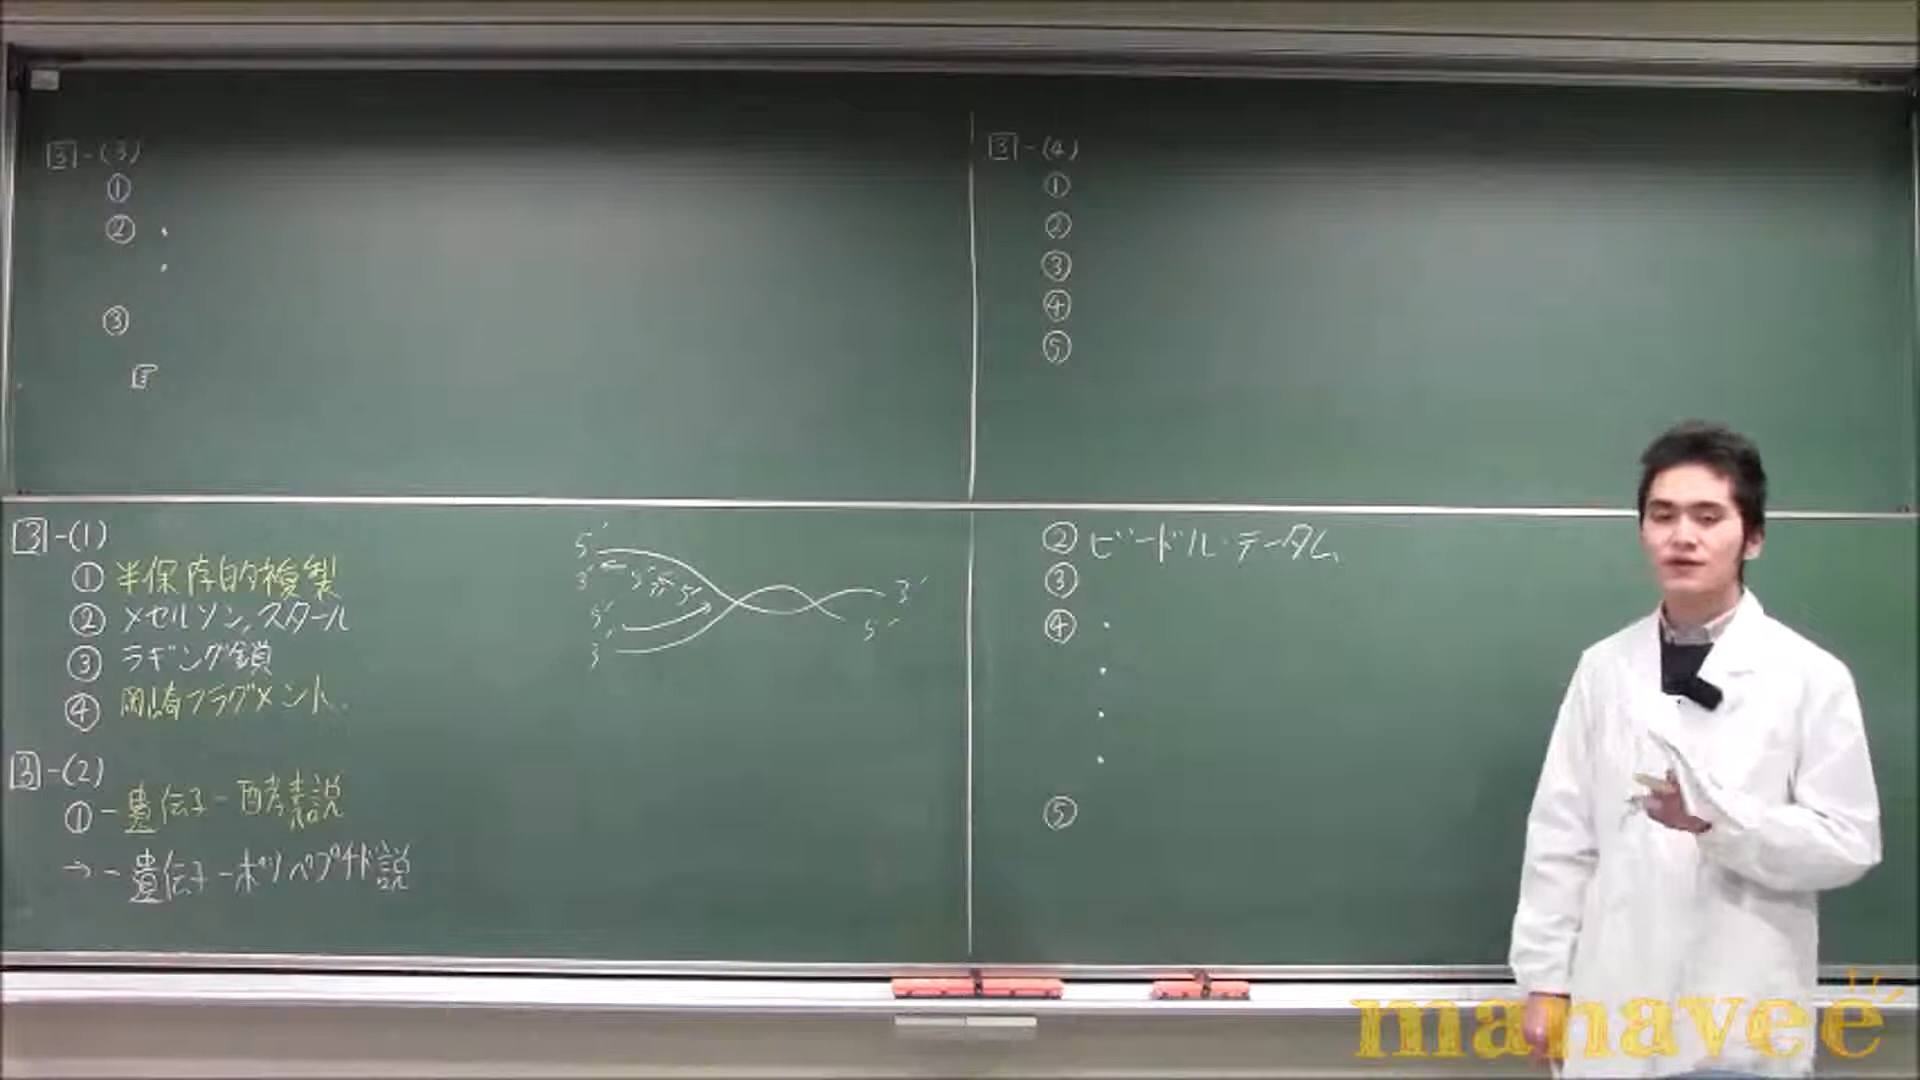 3-(3)
①
②・
・
③
3-(4)
①
②
③
④
⑤
3-(1)
①半保存的複製
②メセルソン,スタール
③ラギング鎖
④岡崎フラグメント
5'
3' 3' 5'
5'
3'
3'
5'
3-(2)
①一遺伝子一酵素説
→一遺伝子一ポリペプチド説
②ビードル・テータム
③
④・
・
・
・
⑤
manavee